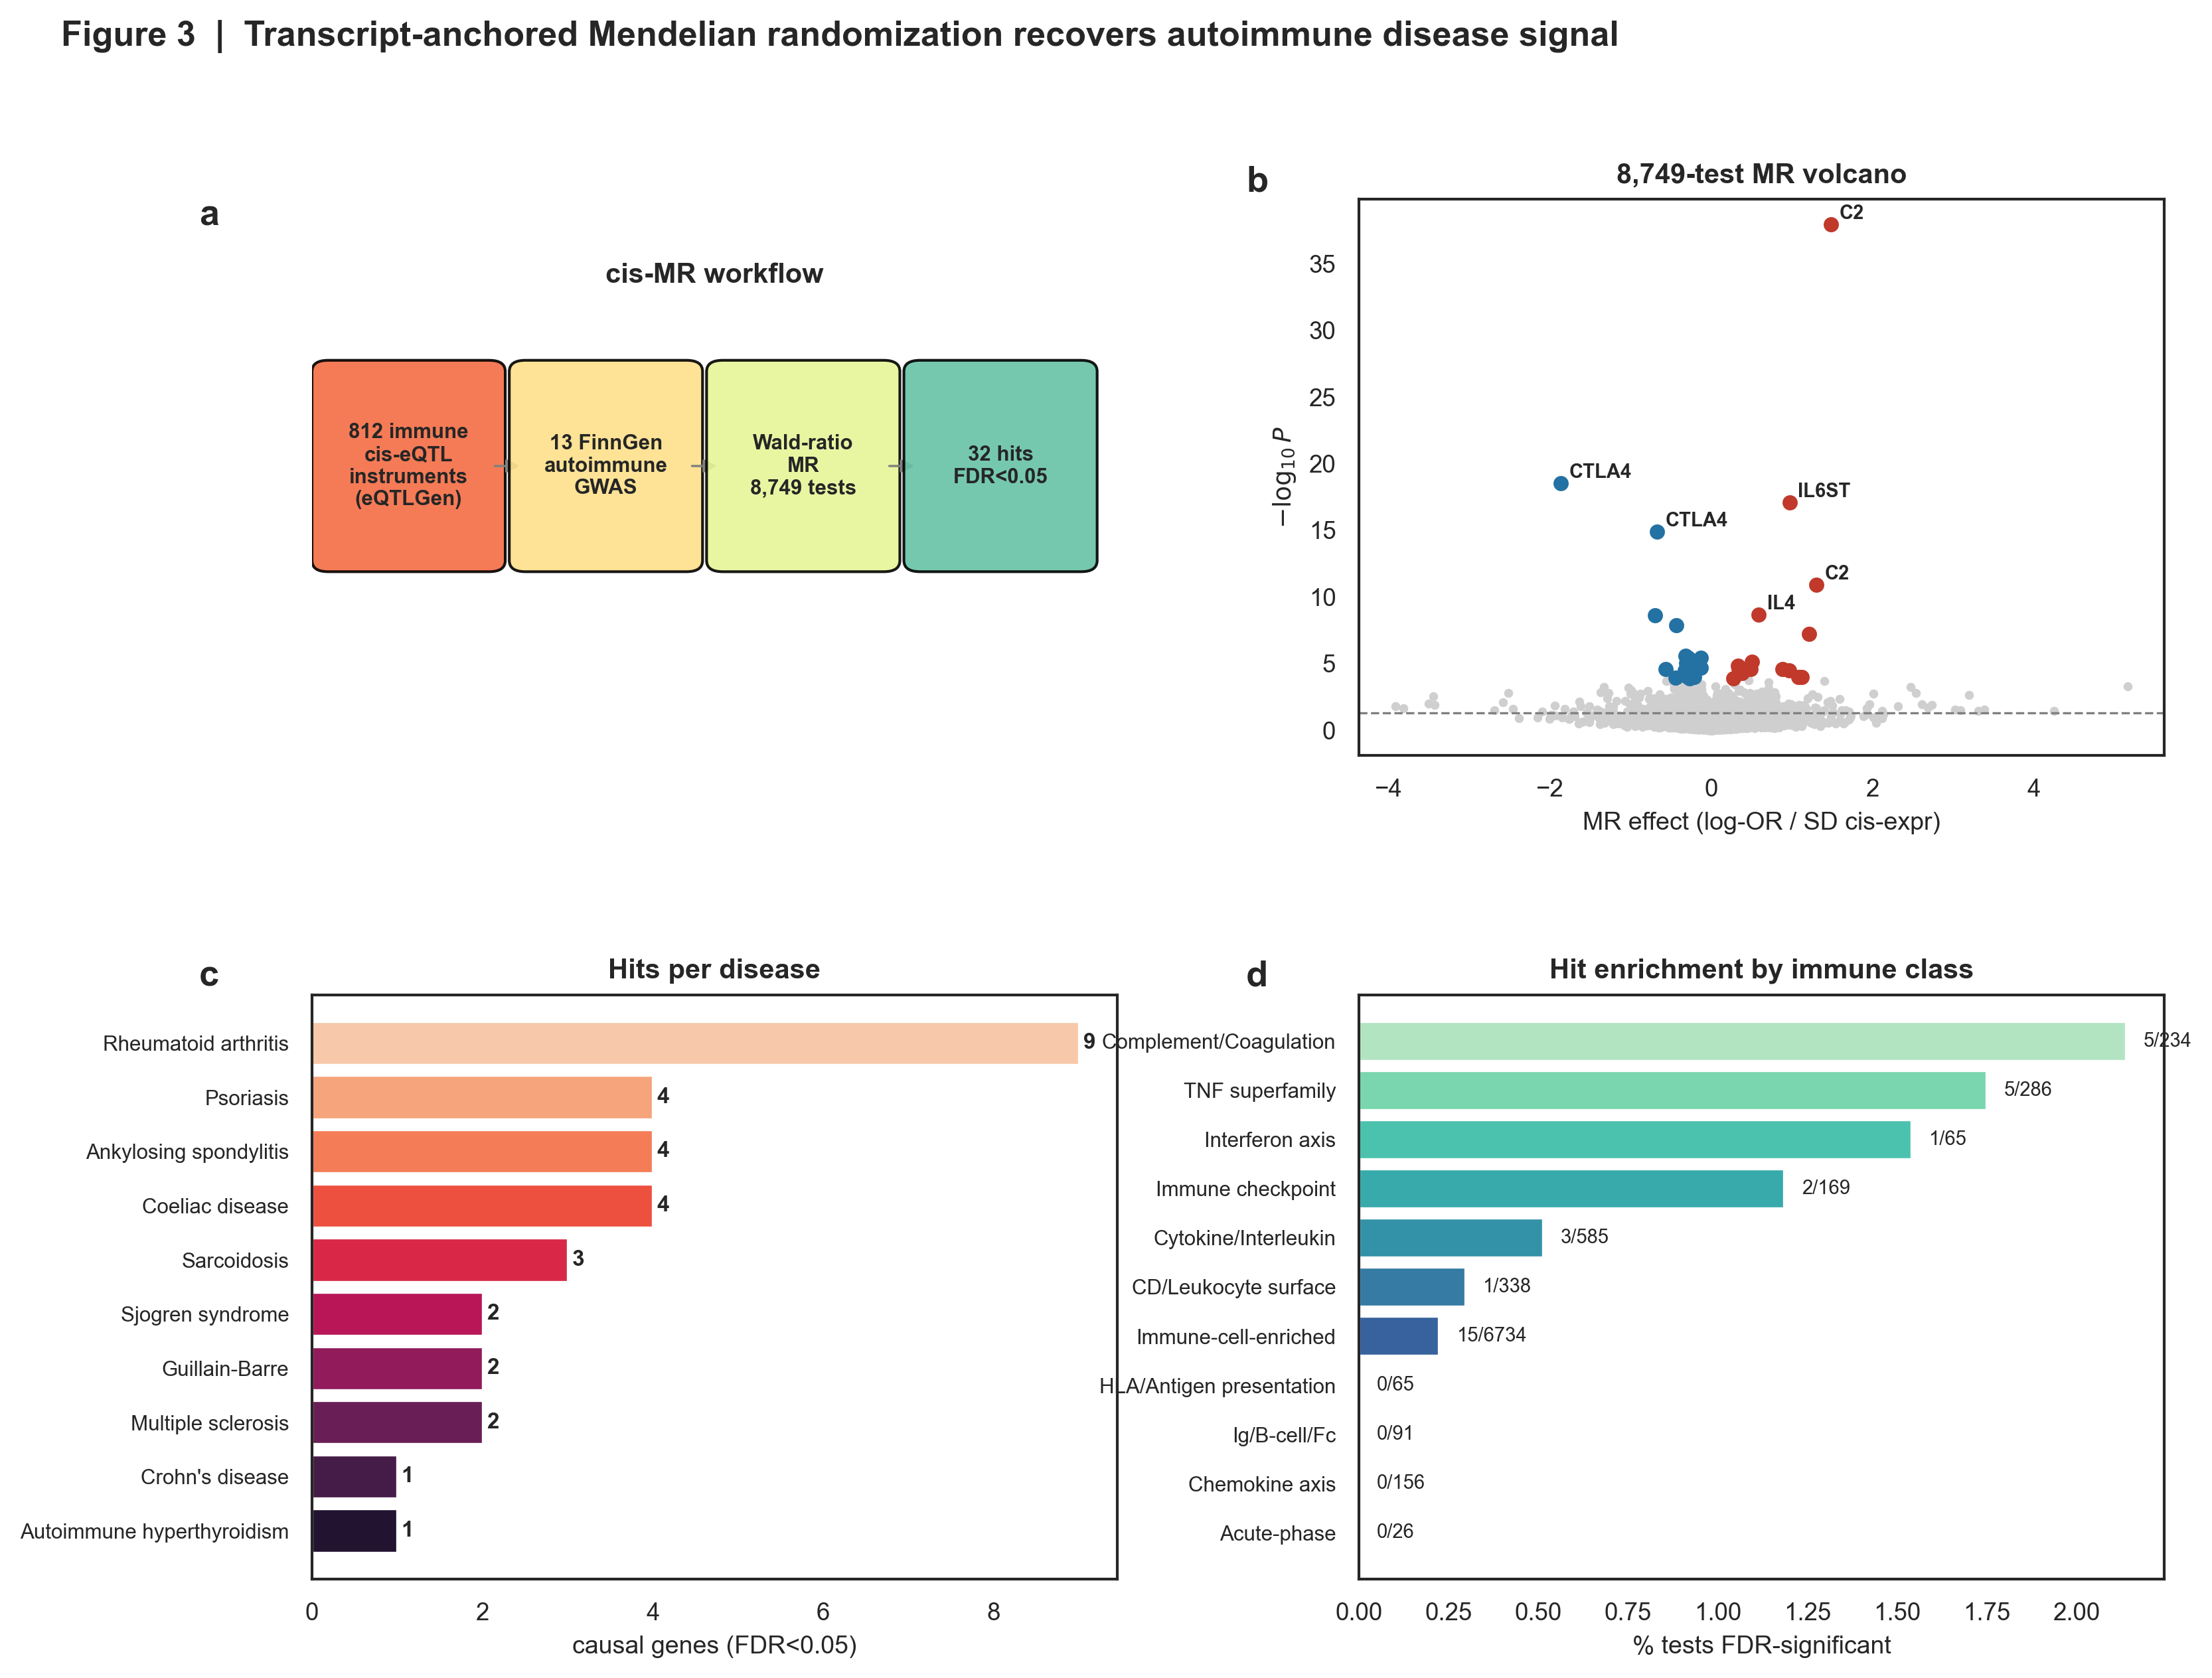 Figure 3 | Transcript-anchored Mendelian randomization recovers autoimmune disease signal
a
cis-MR workflow
812 immune
cis-eQTL
instruments
(eQTLGen)
13 FinnGen
autoimmune
GWAS
Wald-ratio
MR
8,749 tests
32 hits
FDR<0.05
b
8,749-test MR volcano
−log10 P
35
30
25
20
15
10
5
0
C2
CTLA4
IL6ST
CTLA4
C2
IL4
−4
−2
0
2
4
MR effect (log-OR / SD cis-expr)
c
Hits per disease
Rheumatoid arthritis
9
Psoriasis
4
Ankylosing spondylitis
4
Coeliac disease
4
Sarcoidosis
3
Sjogren syndrome
2
Guillain-Barre
2
Multiple sclerosis
2
Crohn's disease
1
Autoimmune hyperthyroidism
1
0
2
4
6
8
causal genes (FDR<0.05)
d
Hit enrichment by immune class
Complement/Coagulation
5/234
TNF superfamily
5/286
Interferon axis
1/65
Immune checkpoint
2/169
Cytokine/Interleukin
3/585
CD/Leukocyte surface
1/338
Immune-cell-enriched
15/6734
HLA/Antigen presentation
0/65
Ig/B-cell/Fc
0/91
Chemokine axis
0/156
Acute-phase
0/26
0.00
0.25
0.50
0.75
1.00
1.25
1.50
1.75
2.00
% tests FDR-significant